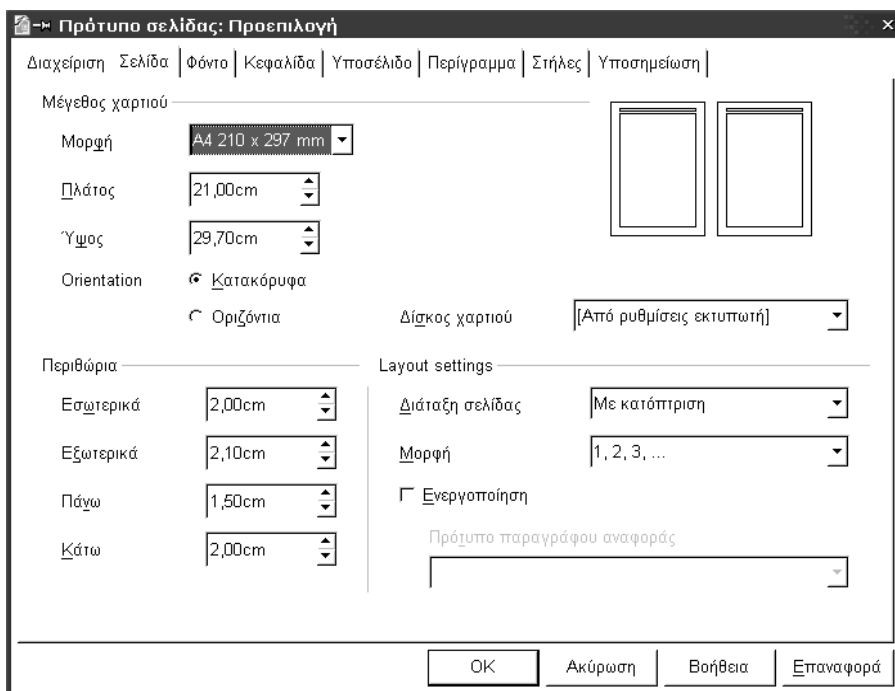 Πρότυπο σελίδας: Προεπιλογή
Διαχείριση Σελίδα Φόντο Κεφαλίδα Υποσέλιδο Περίγραμμα Στήλες Υποσημείωση
Μέγεθος χαρτιού
Μορφή A4 210 x 297 mm
Πλάτος 21,00cm
Ύψος 29,70cm
Orientation Κατακόρυφα
Οριζόντια Δίσκος χαρτιού [Από ρυθμίσεις εκτυπωτή]
Περιθώρια Layout settings
Εσωτερικά 2,00cm Διάταξη σελίδας Με κατόπτριση
Εξωτερικά 2,10cm Μορφή 1, 2, 3, ...
Πάνω 1,50cm Ενεργοποίηση
Πρότυπο παραγράφου αναφοράς
Κάτω 2,00cm
OK Ακύρωση Βοήθεια Επαναφορά